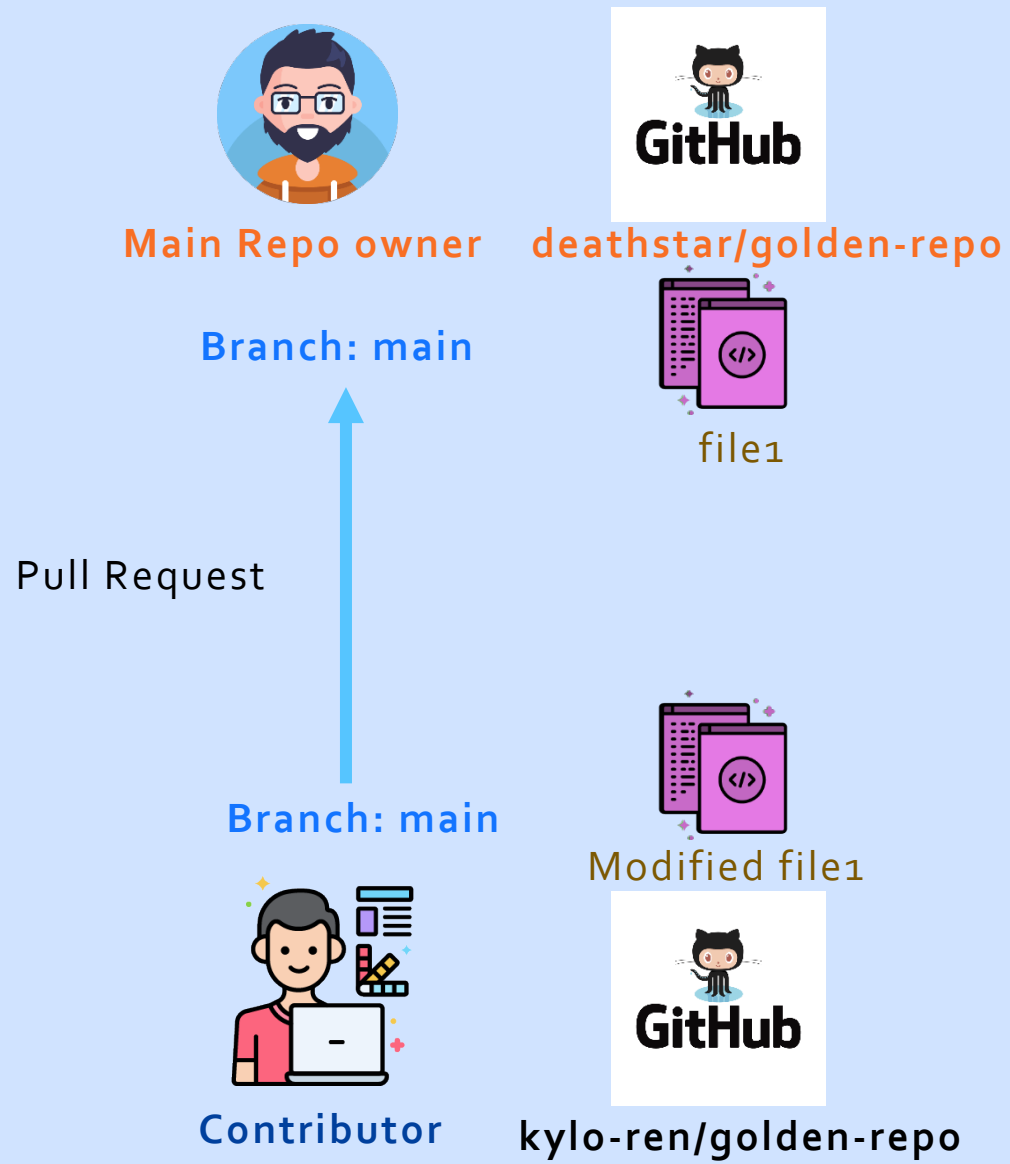 GitHub
Main Repo owner
deathstar/golden-repo
Branch: main
file1
Pull Request
Branch: main
Modified file1
GitHub
Contributor
kylo-ren/golden-repo